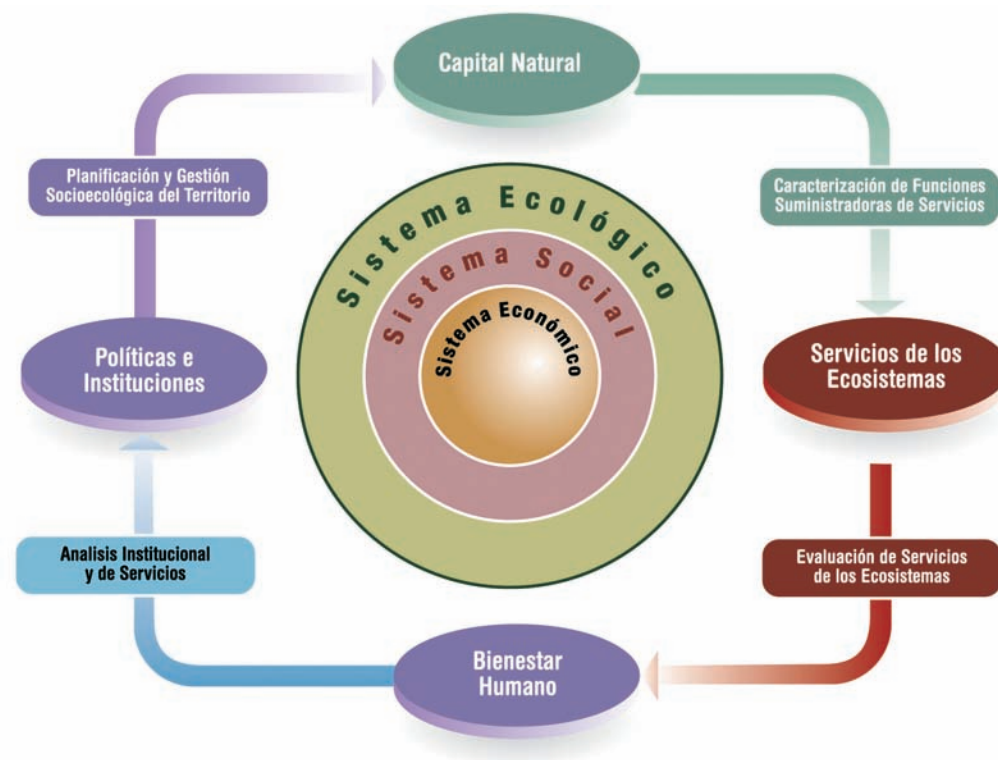 Capital Natural
Planificación y Gestión
Socioecológica del Territorio
Caracterización de Funciones
Suministradoras de Servicios
Sistema Ecológico
Sistema Social
Sistema Económico
Políticas e
Instituciones
Servicios de los
Ecosistemas
Analisis Institucional
y de Servicios
Evaluación de Servicios
de los Ecosistemas
Bienestar
Humano